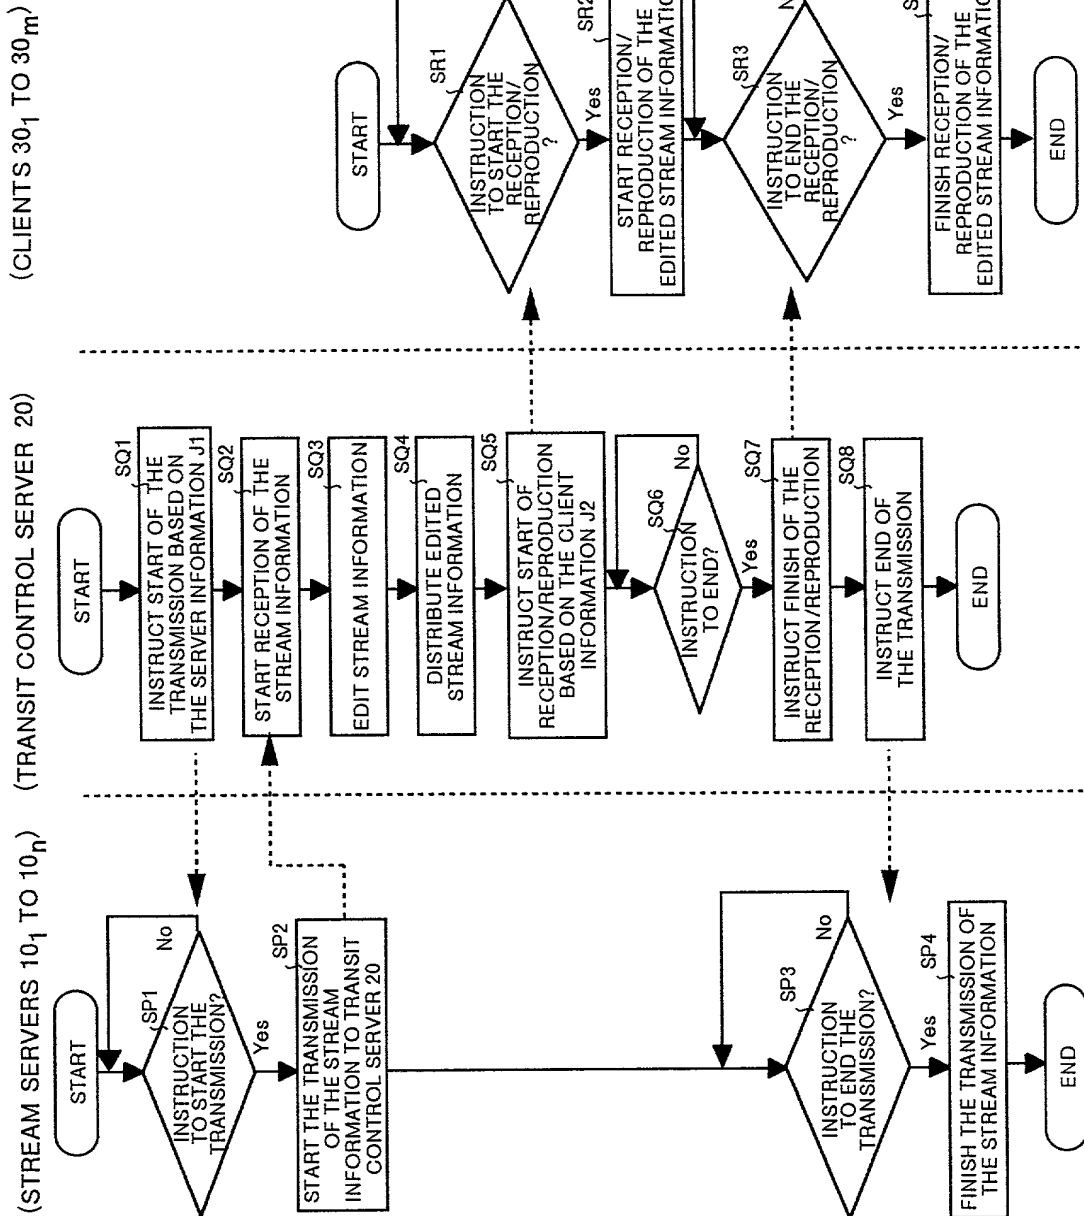 (STREAM SERVERS 10₁ TO 10ₙ)
START
SP1
INSTRUCTION
TO START THE
TRANSMISSION?
No
Yes
SP2
START THE TRANSMISSION
OF THE STREAM
INFORMATION TO TRANSIT
CONTROL SERVER 20
SP3
INSTRUCTION
TO END THE
TRANSMISSION?
No
Yes
SP4
FINISH THE TRANSMISSION OF
THE STREAM INFORMATION
END
(TRANSIT CONTROL SERVER 20)
START
SQ1
INSTRUCT START OF THE
TRANSMISSION BASED ON
THE SERVER INFORMATION J1
SQ2
START RECEPTION OF THE
STREAM INFORMATION
SQ3
EDIT STREAM INFORMATION
SQ4
DISTRIBUTE EDITED
STREAM INFORMATION
SQ5
INSTRUCT START OF
RECEPTION/REPRODUCTION
BASED ON THE CLIENT
INFORMATION J2
SQ6
INSTRUCTION
TO END?
No
Yes
SQ7
INSTRUCT FINISH OF THE
RECEPTION/REPRODUCTION
SQ8
INSTRUCT END OF
THE TRANSMISSION
END
(CLIENTS 30₁ TO 30ₘ)
START
SR1
INSTRUCTION
TO START THE
RECEPTION/
REPRODUCTION
?
Yes
SR2
START RECEPTION/
REPRODUCTION OF THE
EDITED STREAM INFORMATION
SR3
INSTRUCTION
TO END THE
RECEPTION/
REPRODUCTION
?
Yes
FINISH RECEPTION/
REPRODUCTION OF THE
EDITED STREAM INFORMATION
END